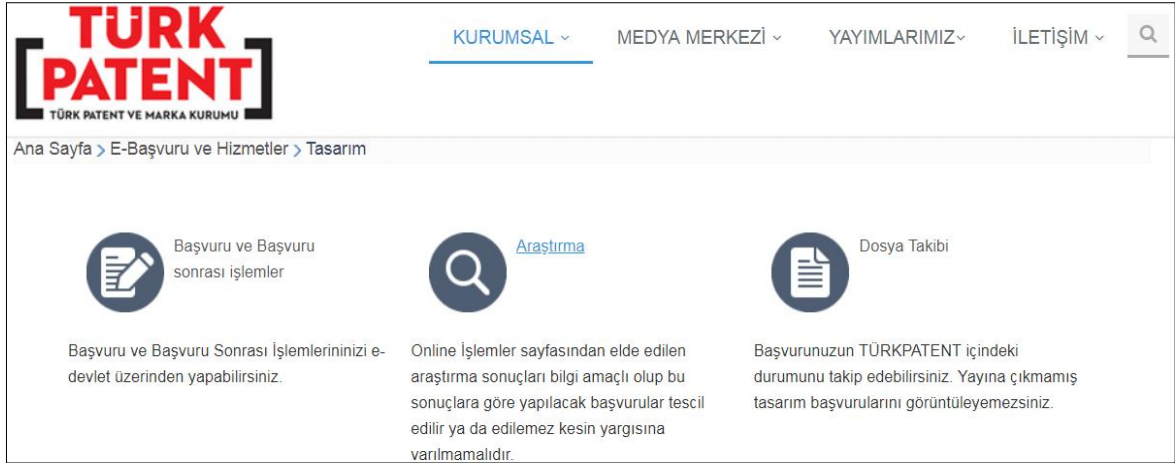 TÜRK
PATENT
TÜRK PATENT VE MARKA KURUMU
KURUMSAL
MEDYA MERKEZİ
YAYIMLARIMIZ
İLETİŞİM
Ana Sayfa > E-Başvuru ve Hizmetler > Tasarım
Başvuru ve Başvuru
sonrası işlemler
Başvuru ve Başvuru Sonrası İşlemlerininizi e-
devlet üzerinden yapabilirsiniz.
Araştırma
Online İşlemler sayfasından elde edilen
araştırma sonuçları bilgi amaçlı olup bu
sonuçlara göre yapılacak başvurular tescil
edilir ya da edilemez kesin yargısına
varılmamalıdır.
Dosya Takibi
Başvurunuzun TÜRKPATENT içindeki
durumunu takip edebilirsiniz. Yayına çıkmamış
tasarım başvurularını görüntüleyemezsiniz.